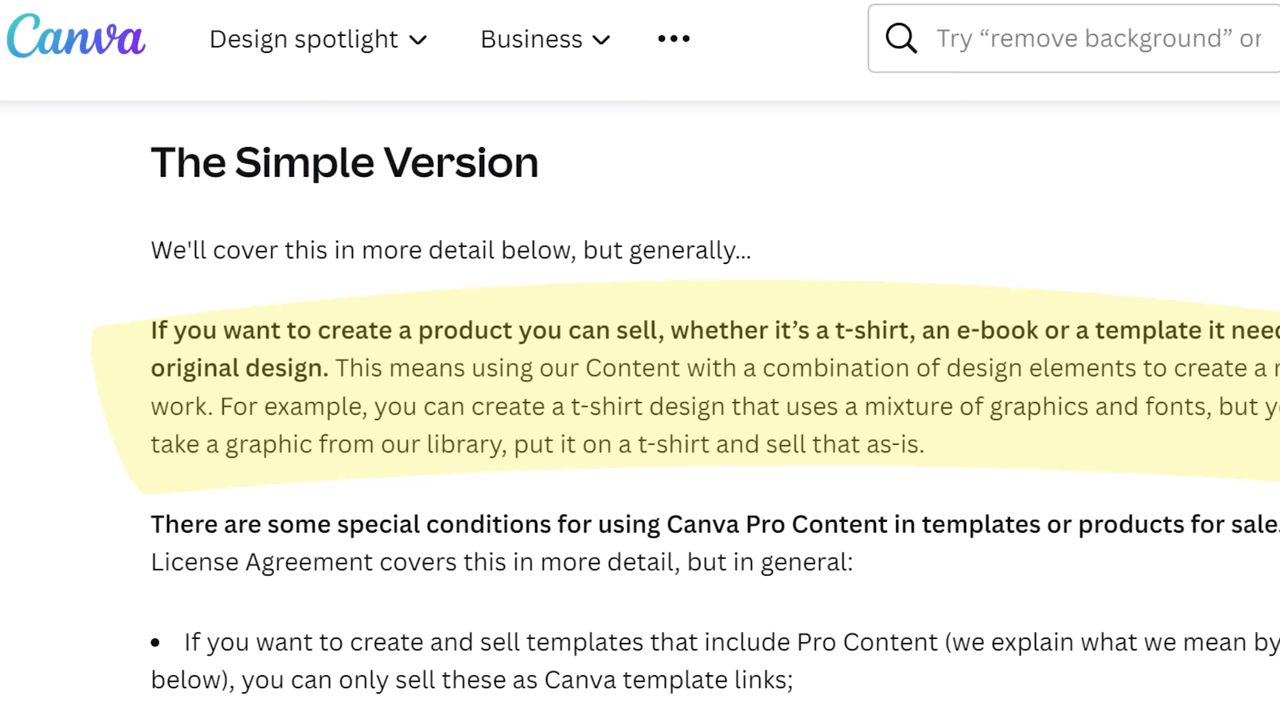 Canva
Design spotlight
Business
Try “remove background” or
The Simple Version
We'll cover this in more detail below, but generally...
If you want to create a product you can sell, whether it’s a t-shirt, an e-book or a template it
original design. This means using our Content with a combination of design elements to create a
work. For example, you can create a t-shirt design that uses a mixture of graphics and fonts, but
take a graphic from our library, put it on a t-shirt and sell that as-is.
There are some special conditions for using Canva Pro Content in templates or products for sale.
License Agreement covers this in more detail, but in general:
• If you want to create and sell templates that include Pro Content (we explain what we mean by
below), you can only sell these as Canva template links;